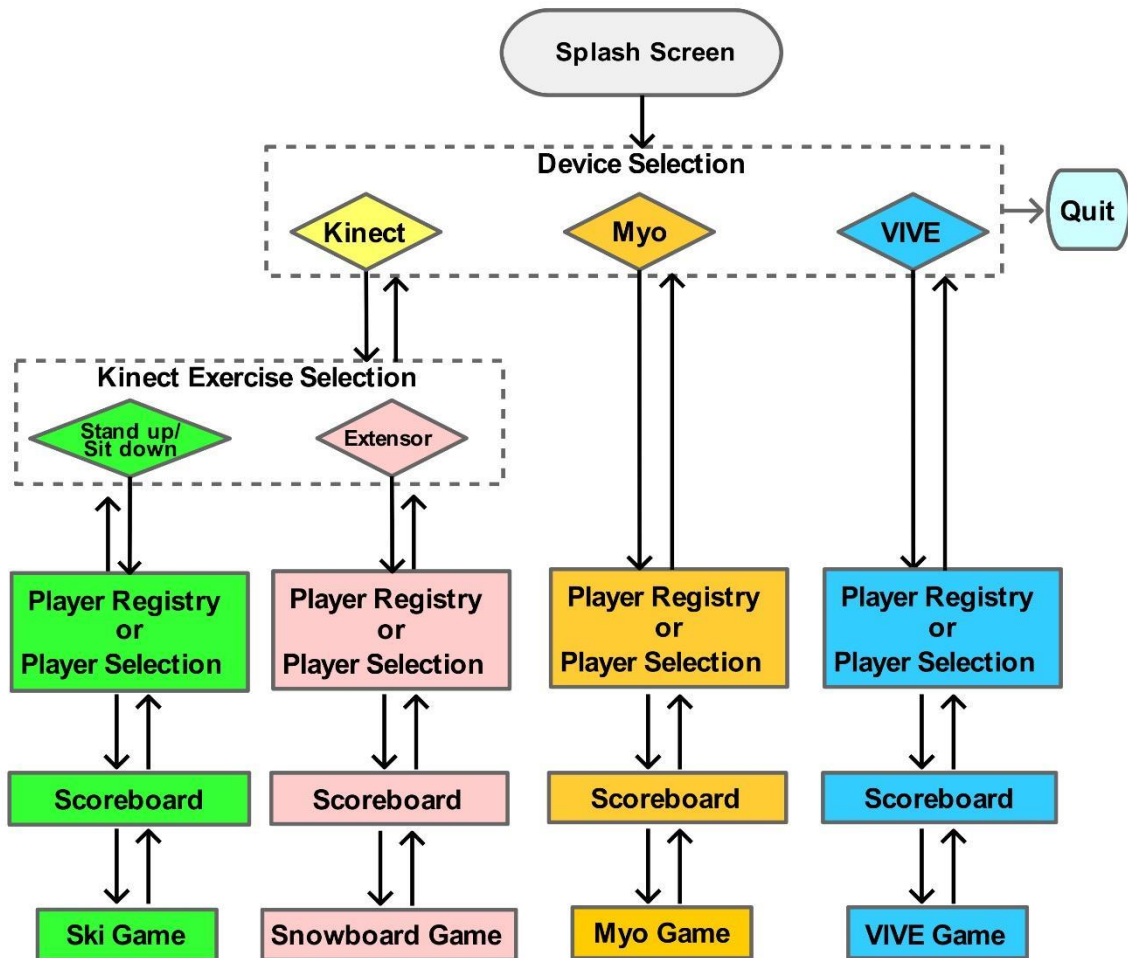 Splash Screen
Device Selection
Kinect
Myo
VIVE
Quit
Kinect Exercise Selection
Stand up/
Sit down
Extensor
Player Registry
or
Player Selection
Player Registry
or
Player Selection
Player Registry
or
Player Selection
Player Registry
or
Player Selection
Scoreboard
Scoreboard
Scoreboard
Scoreboard
Ski Game
Snowboard Game
Myo Game
VIVE Game